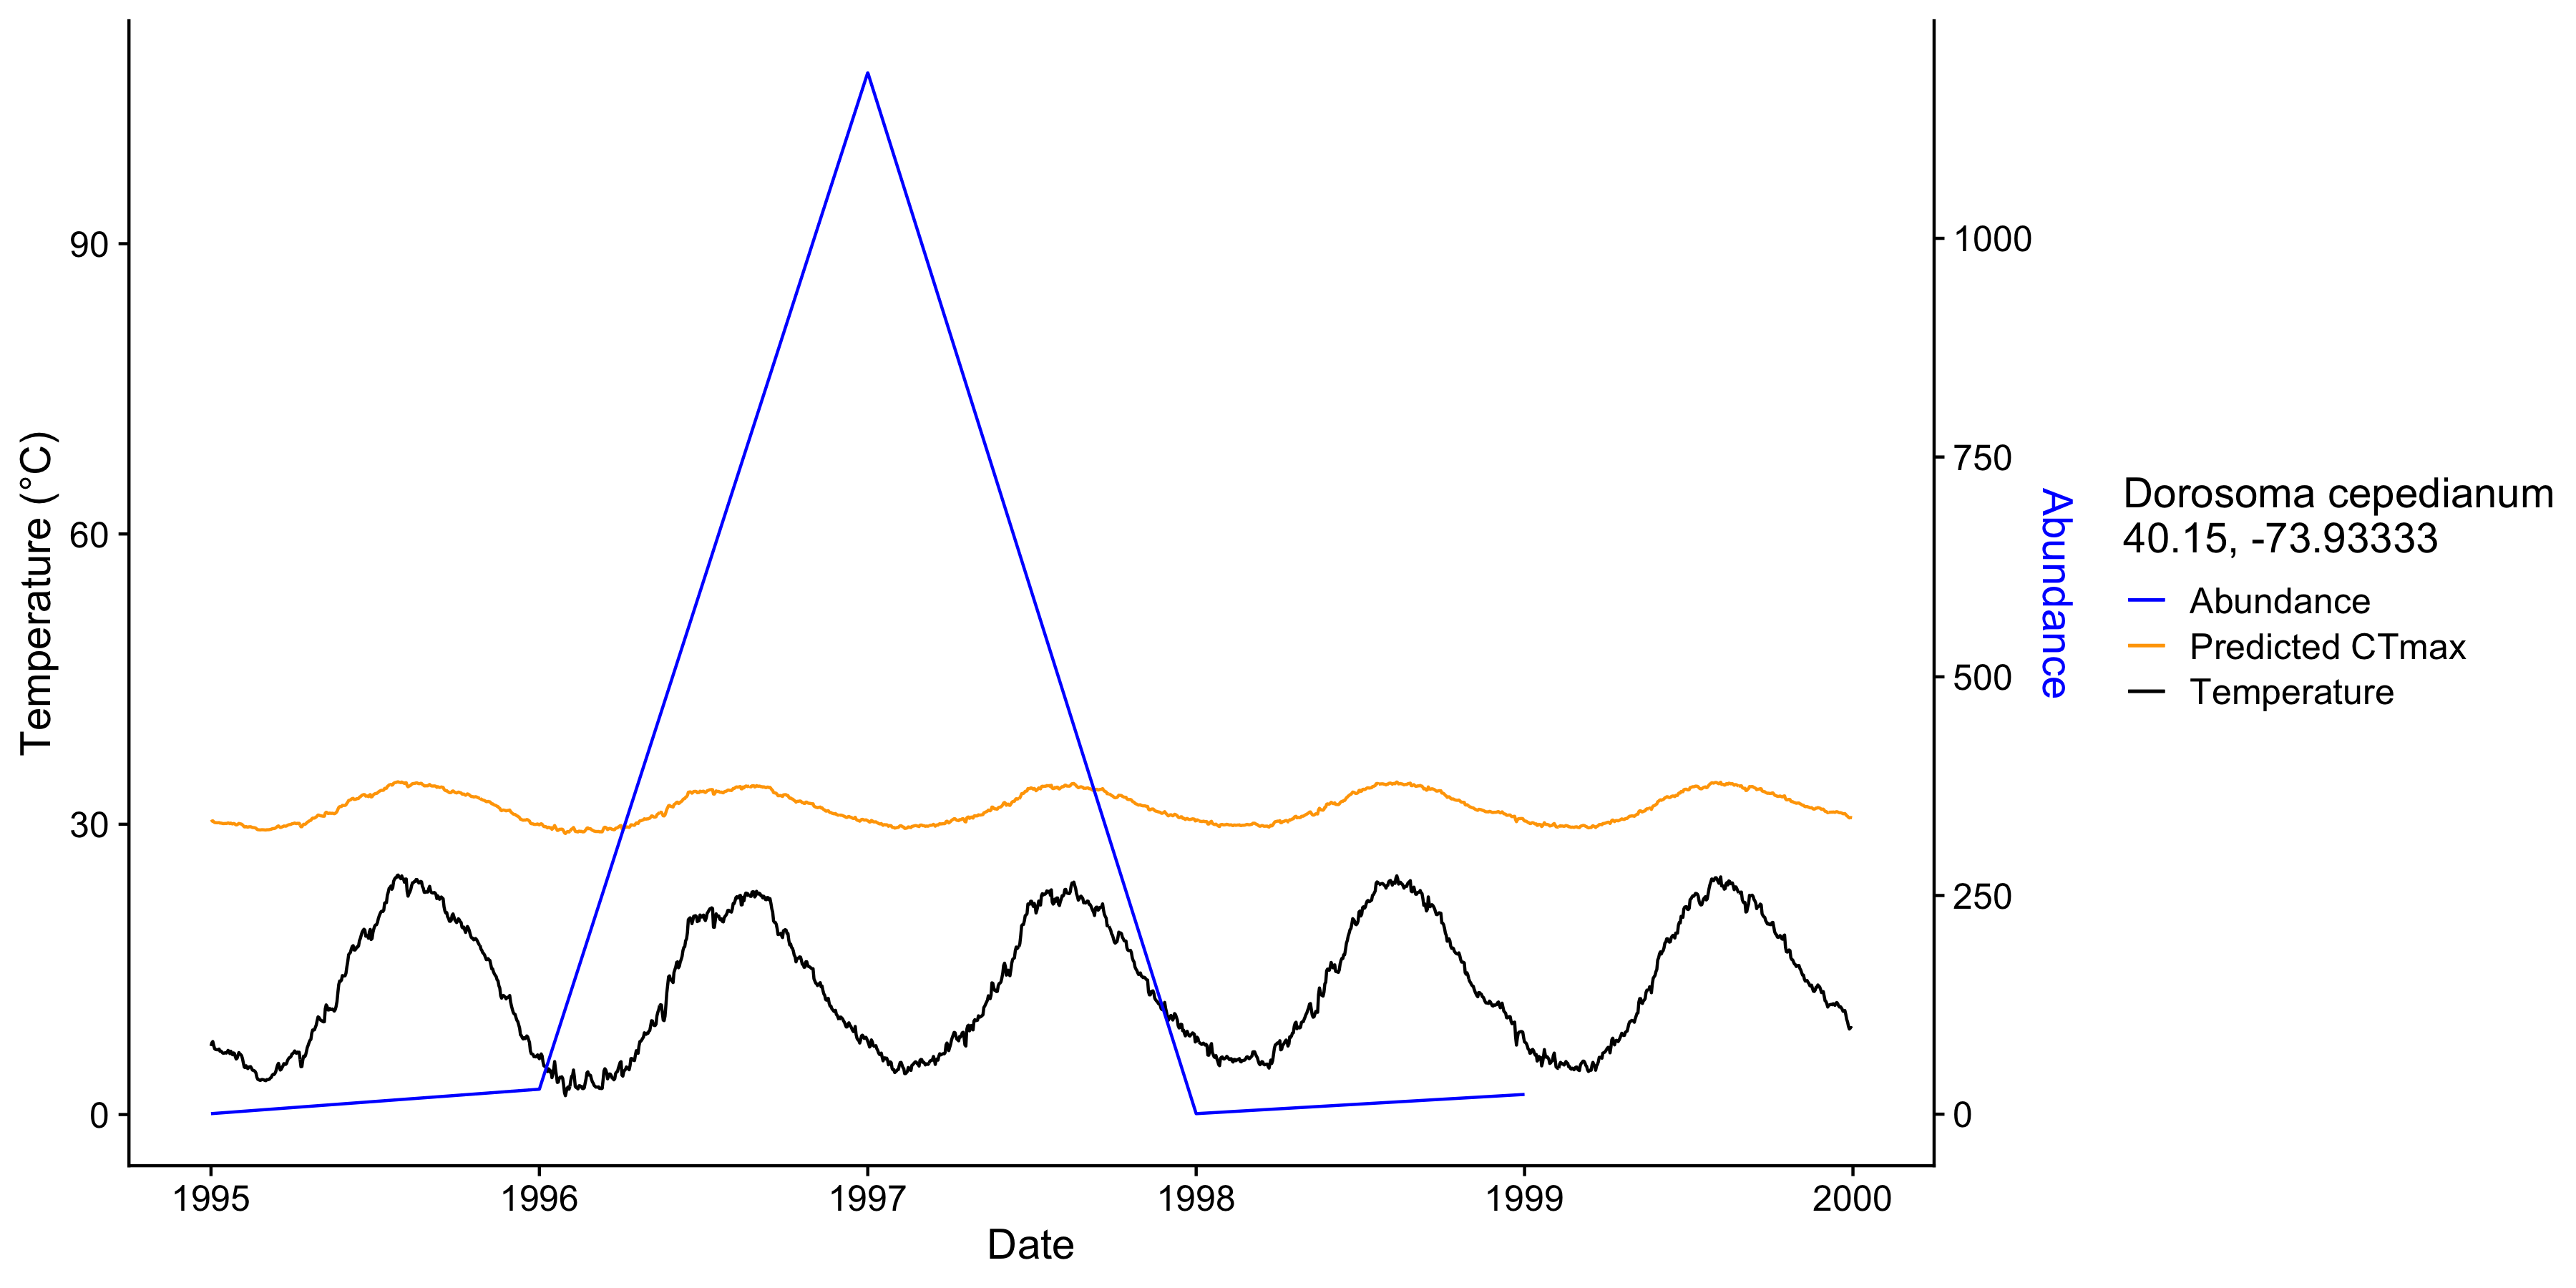 Temperature (°C)
90
60
30
0
1995
1996
1997
1998
1999
2000
Date
1000
750
500
250
0
Abundance
Dorosoma cepedianum
40.15, -73.93333
Abundance
Predicted CTmax
Temperature